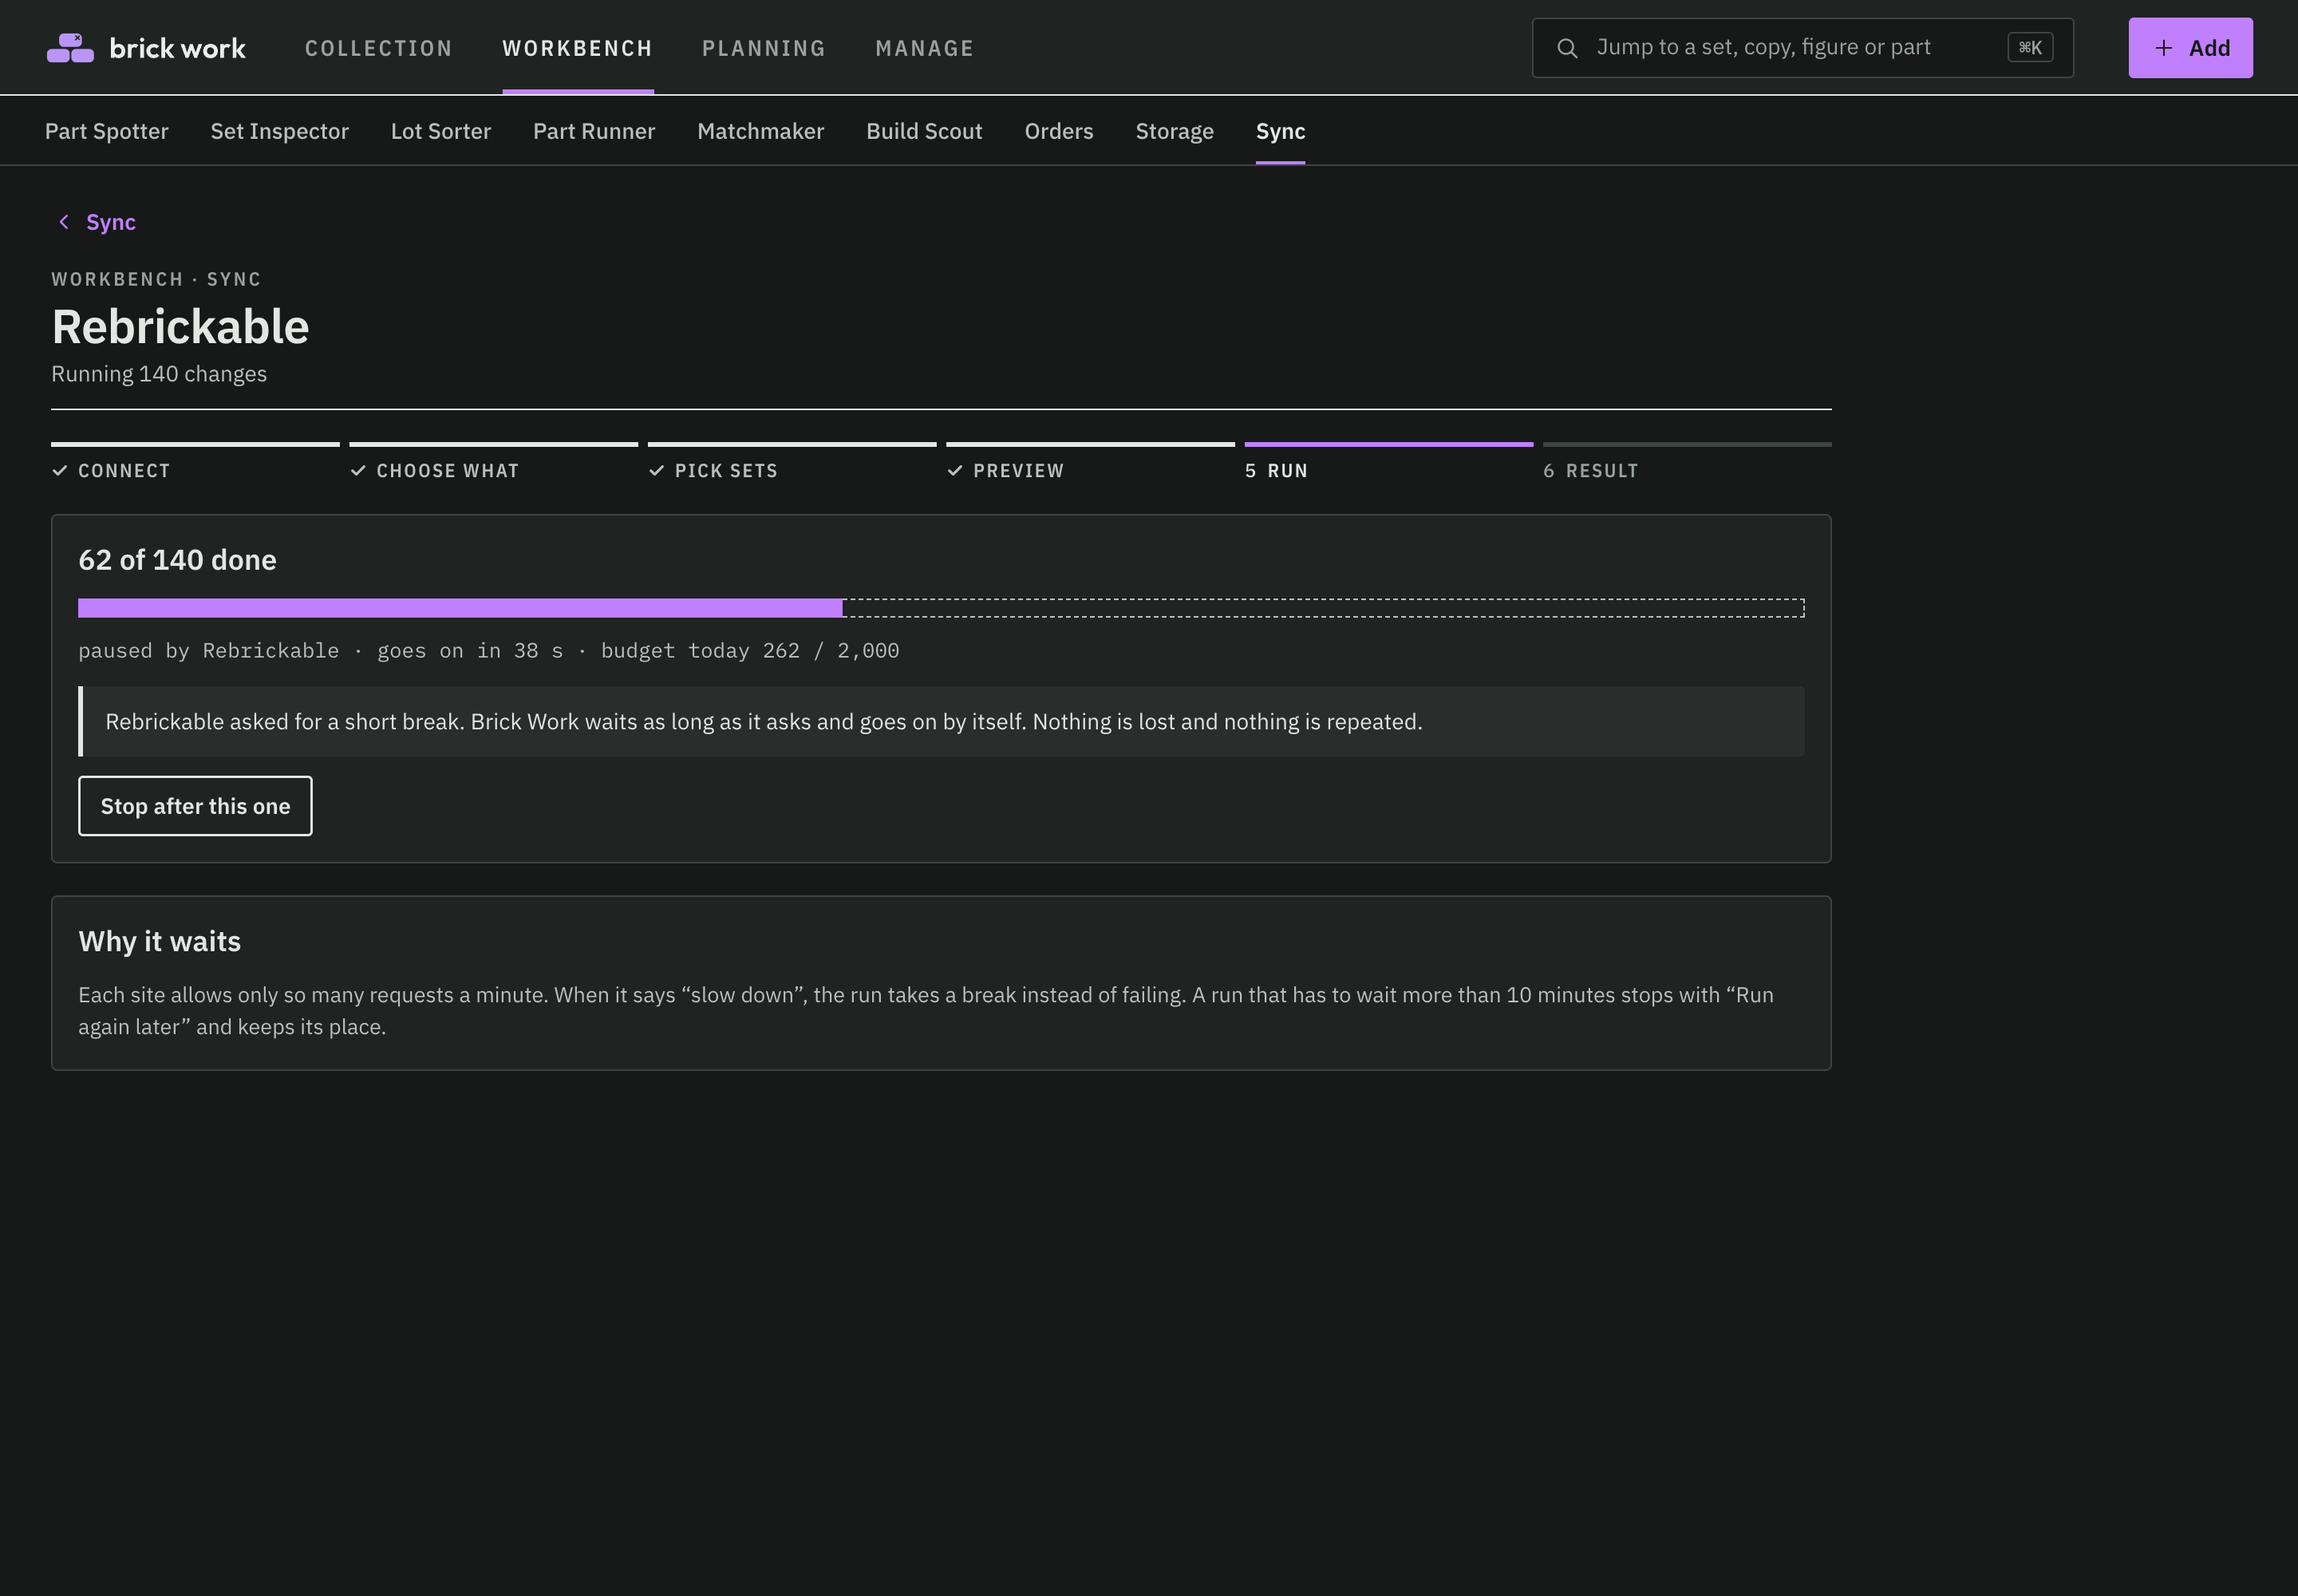 brick work
COLLECTION
WORKBENCH
PLANNING
MANAGE
Jump to a set, copy, figure or part
⌘K
+ Add
Part Spotter
Set Inspector
Lot Sorter
Part Runner
Matchmaker
Build Scout
Orders
Storage
Sync
Sync
WORKBENCH · SYNC
Rebrickable
Running 140 changes
CONNECT
CHOOSE WHAT
PICK SETS
PREVIEW
5 RUN
6 RESULT
62 of 140 done
paused by Rebrickable · goes on in 38 s · budget today 262 / 2,000
Rebrickable asked for a short break. Brick Work waits as long as it asks and goes on by itself. Nothing is lost and nothing is repeated.
Stop after this one
Why it waits
Each site allows only so many requests a minute. When it says “slow down”, the run takes a break instead of failing. A run that has to wait more than 10 minutes stops with “Run
again later” and keeps its place.